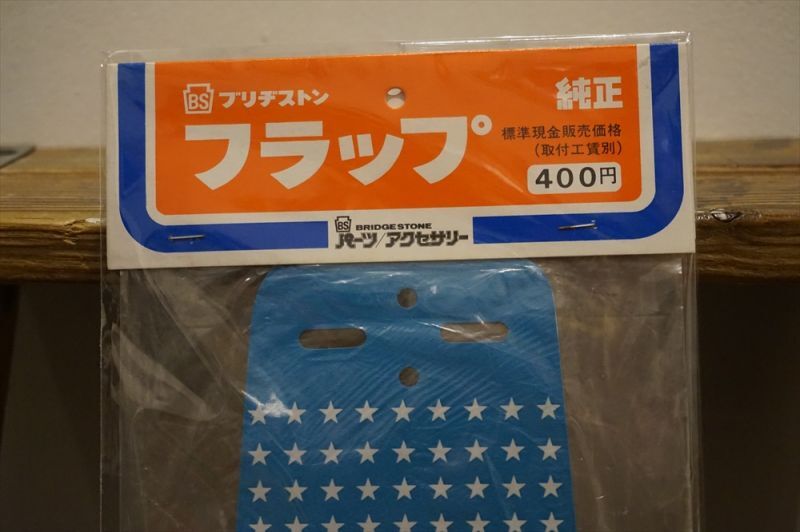 BS ブリヂストン
純正
フラップ
標準現金販売価格
(取付工賃別)
400円
BS BRIDGESTONE
パーツ/アクセサリー